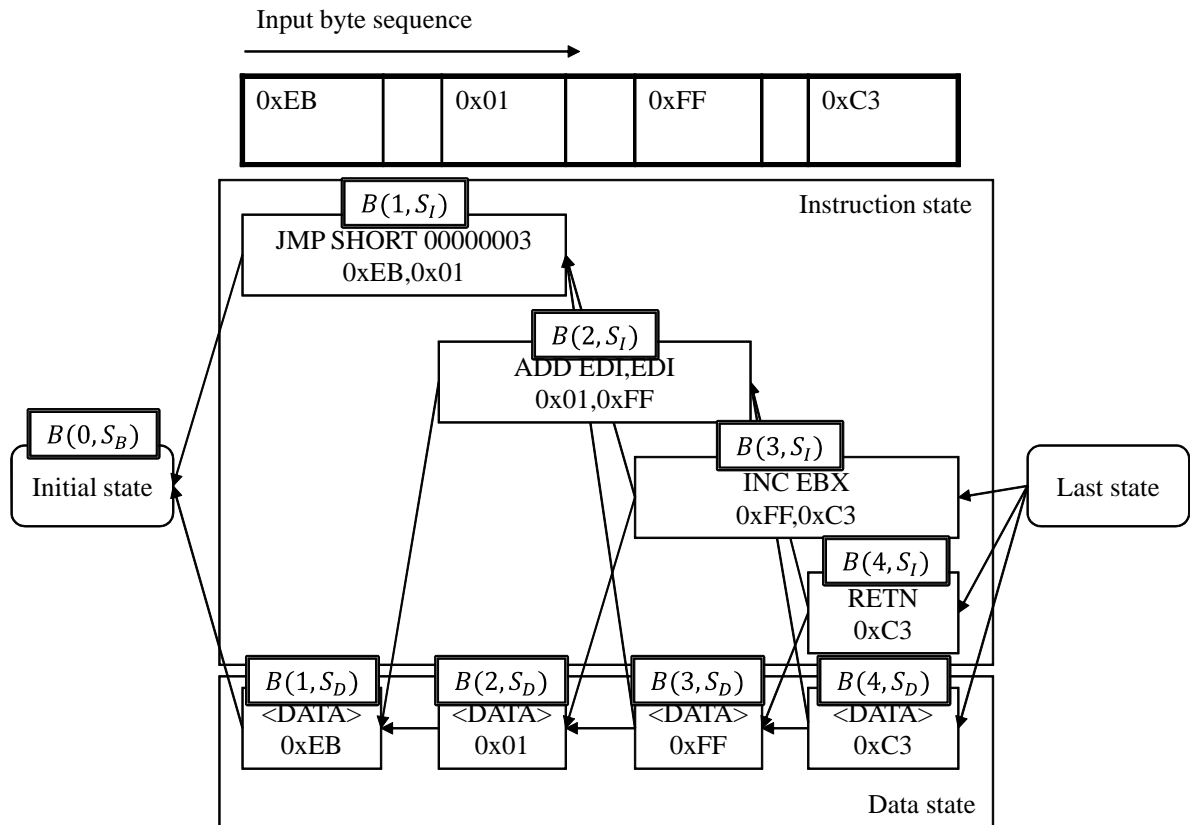 Input byte sequence
0xEB 0x01 0xFF 0xC3
Instruction state
B(1, S_I)
JMP SHORT 00000003
0xEB,0x01
B(2, S_I)
ADD EDI,EDI
0x01,0xFF
B(0, S_B)
Initial state
B(3, S_I)
INC EBX
0xFF,0xC3
Last state
B(4, S_I)
RETN
0xC3
B(1, S_D) B(2, S_D) B(3, S_D) B(4, S_D)
<DATA> <DATA> <DATA> <DATA>
0xEB 0x01 0xFF 0xC3
Data state